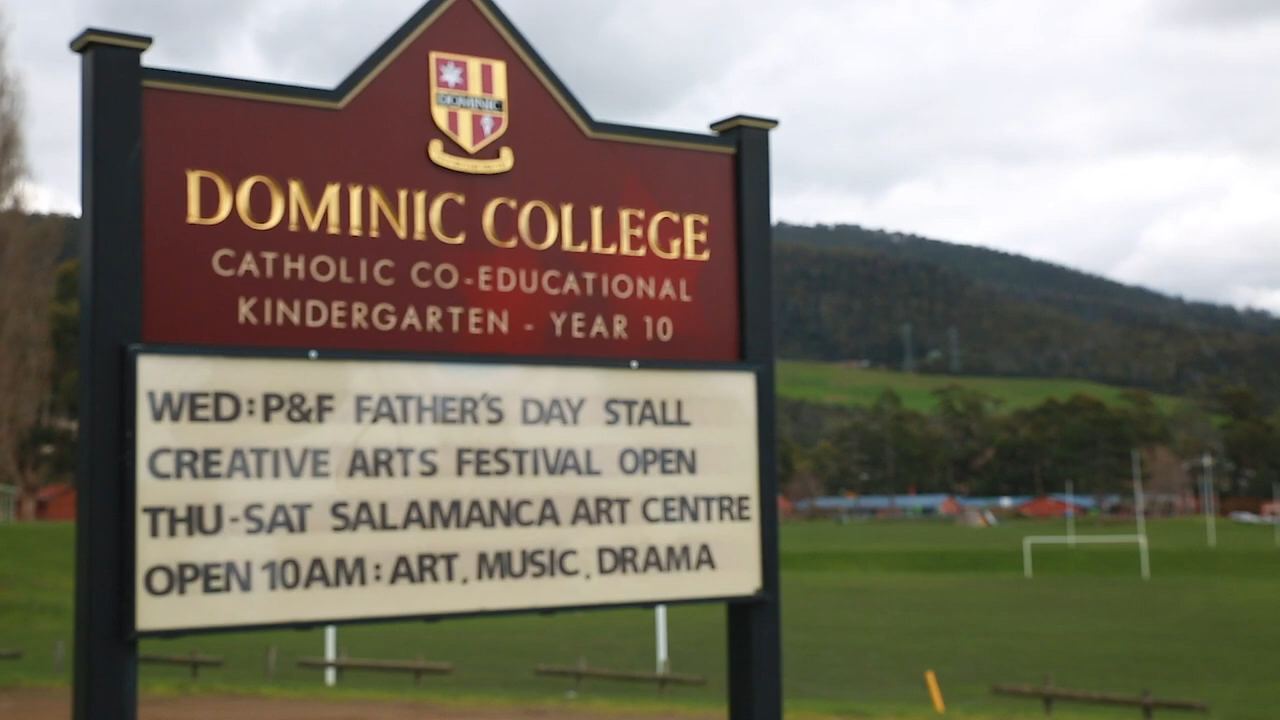 DOMINIC
DOMINIC COLLEGE
CATHOLIC CO-EDUCATIONAL
KINDERGARTEN - YEAR 10
WED:P&F FATHER'S DAY STALL
CREATIVE ARTS FESTIVAL OPEN
THU-SAT SALAMANCA ART CENTRE
OPEN 10AM:ART, MUSIC, DRAMA